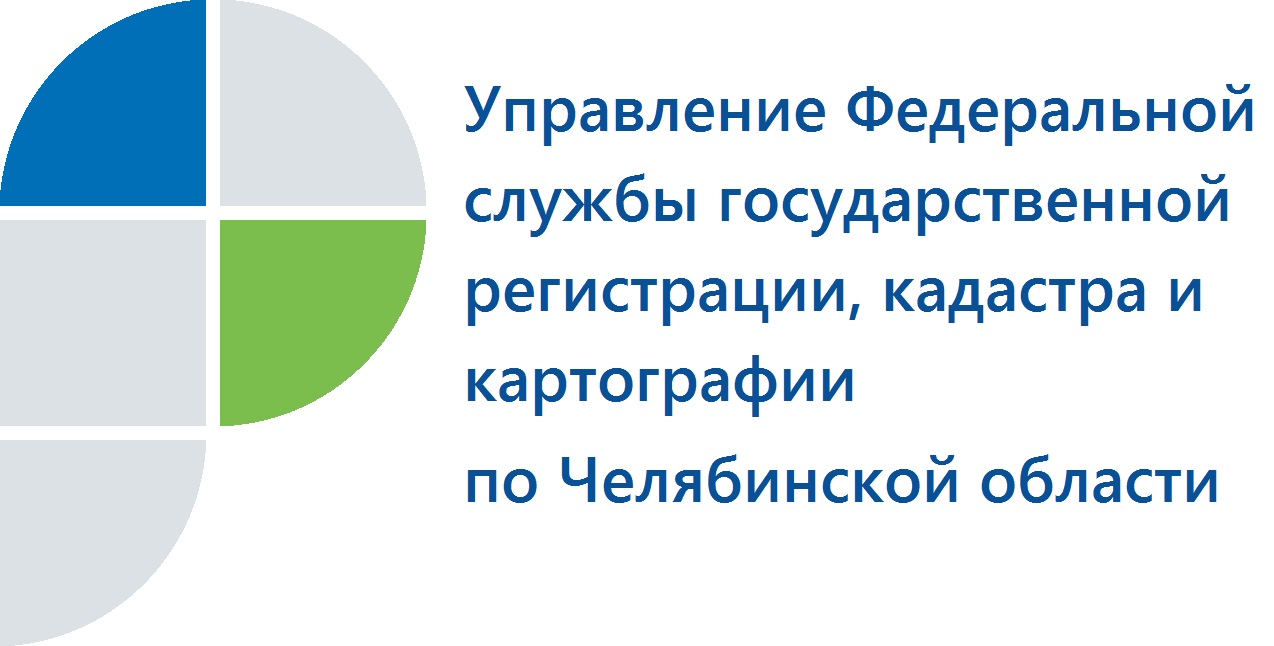 Управление Федеральной
службы государственной
регистрации, кадастра и
картографии
по Челябинской области